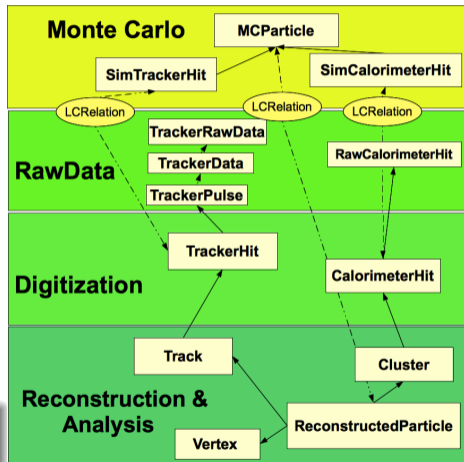 Monte Carlo
MCParticle
SimTrackerHit
SimCalorimeterHit
LCRelation
LCRelation
LCRelation
TrackerRawData
RawData
TrackerData
RawCalorimeterHit
TrackerPulse
TrackerHit
Digitization
CalorimeterHit
Track
Cluster
Reconstruction &
Analysis
ReconstructedParticle
Vertex